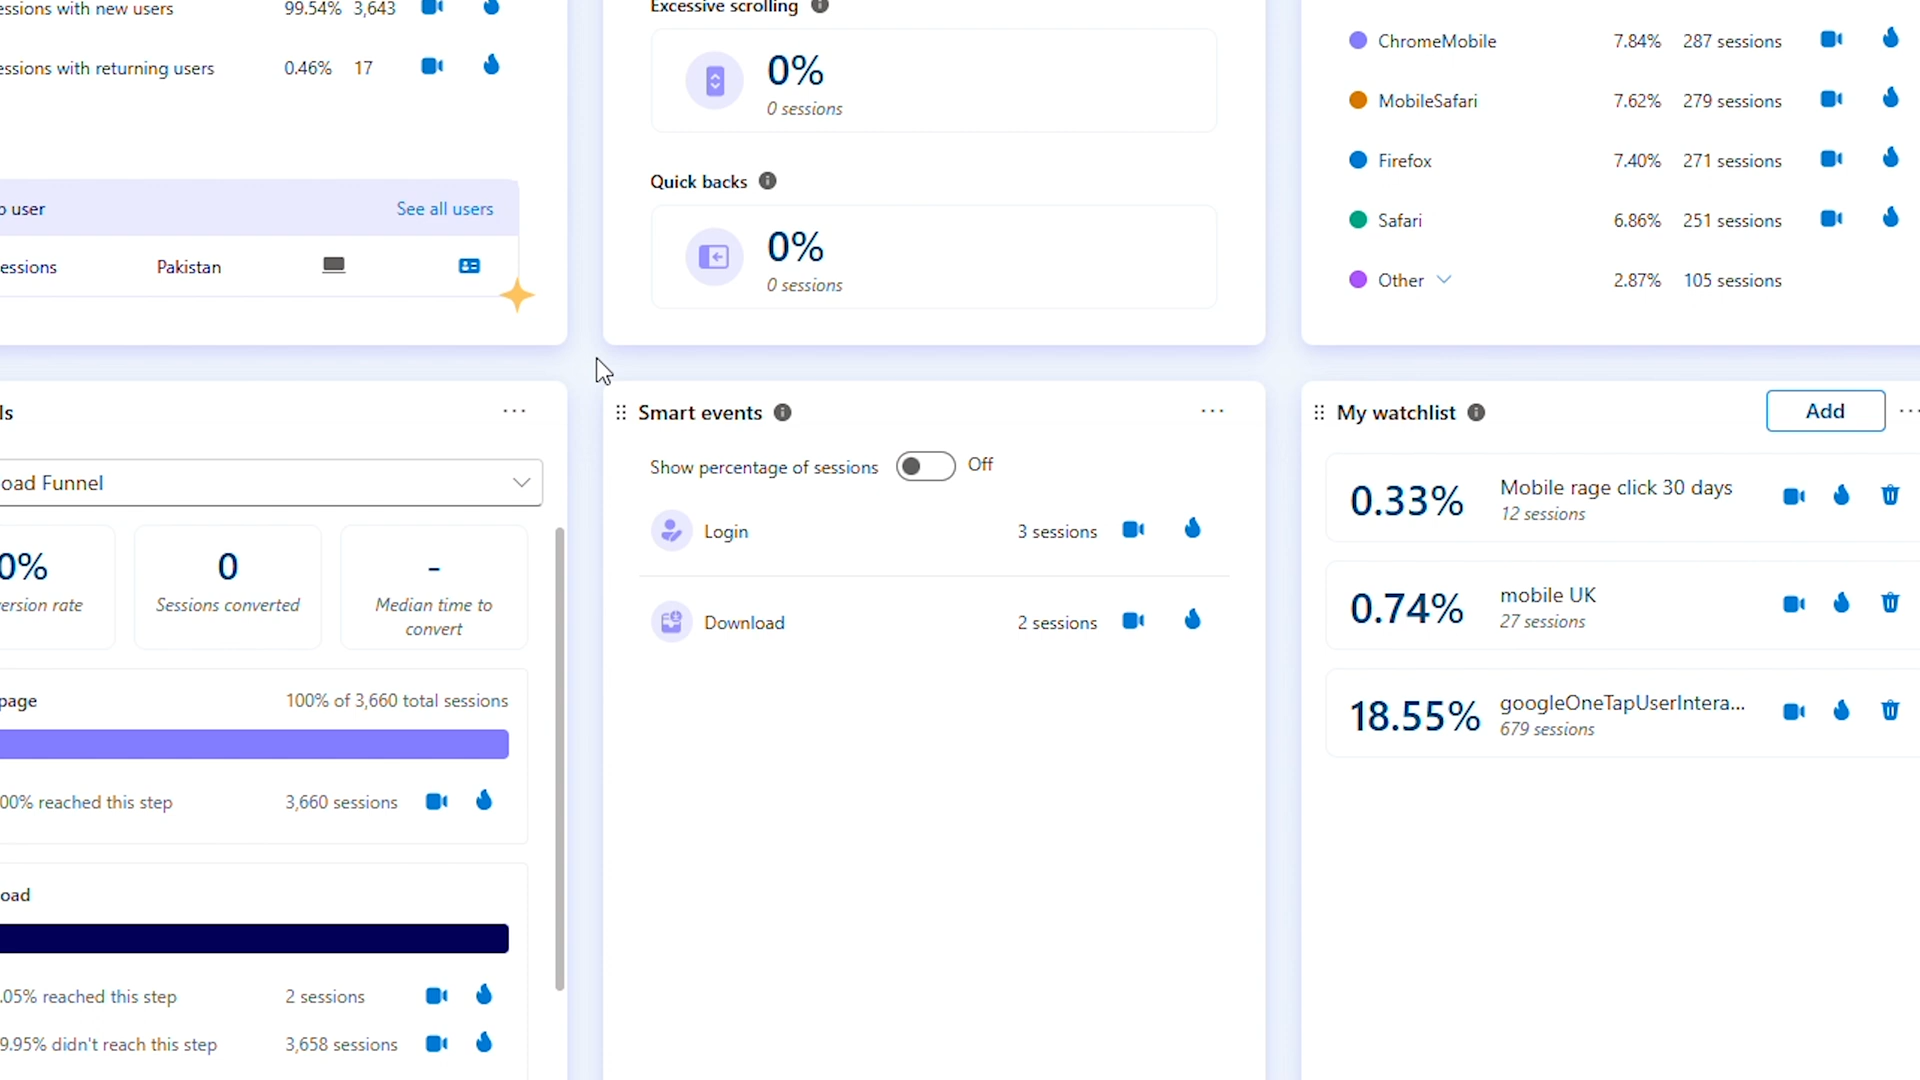 essions with new users 99.54% 3,643
essions with returning users 0.46% 17
o user See all users
essions Pakistan
Excessive scrolling
0%
0 sessions
Quick backs
0%
0 sessions
ChromeMobile 7.84% 287 sessions
MobileSafari 7.62% 279 sessions
Firefox 7.40% 271 sessions
Safari 6.86% 251 sessions
Other 2.87% 105 sessions
ls
oad Funnel
0%
ersion rate
0
Sessions converted
-
Median time to
convert
page 100% of 3,660 total sessions
00% reached this step 3,660 sessions
oad
.05% reached this step 2 sessions
9.95% didn't reach this step 3,658 sessions
Smart events
Show percentage of sessions Off
Login 3 sessions
Download 2 sessions
My watchlist Add
0.33% Mobile rage click 30 days
12 sessions
0.74% mobile UK
27 sessions
18.55% googleOneTapUserIntera...
679 sessions